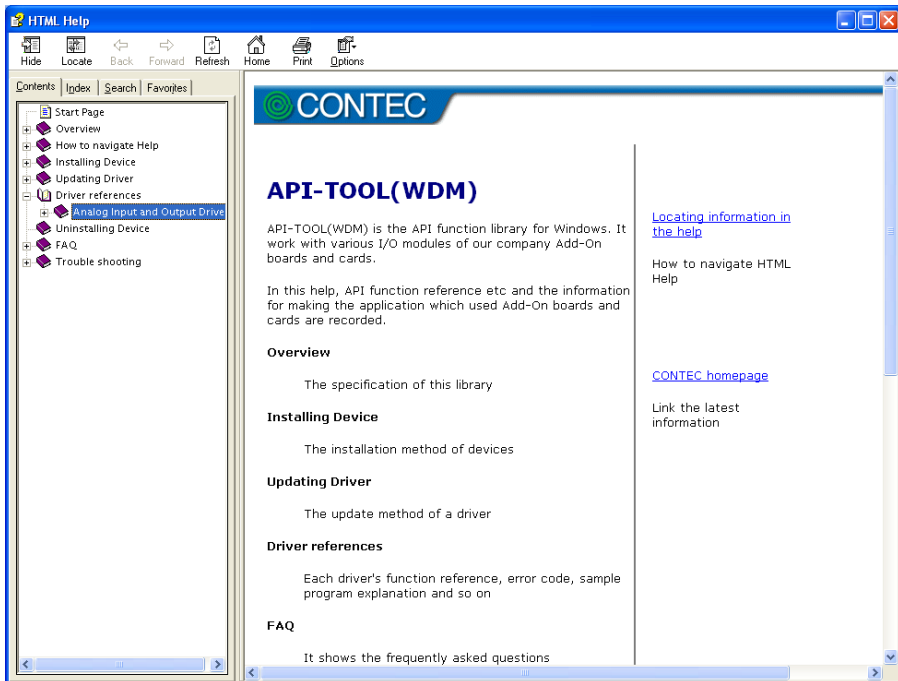 HTML Help
Hide Locate Back Forward Refresh Home Print Options
Contents Index Search Favorites
Start Page
Overview
How to navigate Help
Installing Device
Updating Driver
Driver references
Analog Input and Output Drive
Uninstalling Device
FAQ
Trouble shooting
CONTEC
API-TOOL(WDM)
API-TOOL(WDM) is the API function library for Windows. It
work with various I/O modules of our company Add-On
boards and cards.
In this help, API function reference etc and the information
for making the application which used Add-On boards and
cards are recorded.
Overview
The specification of this library
Installing Device
The installation method of devices
Updating Driver
The update method of a driver
Driver references
Each driver's function reference, error code, sample
program explanation and so on
FAQ
It shows the frequently asked questions
Locating information in
the help
How to navigate HTML
Help
CONTEC homepage
Link the latest
information